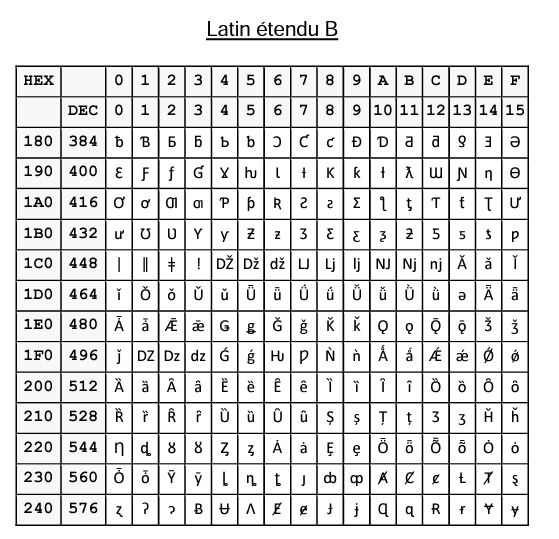 Latin étendu B
HEX 0 1 2 3 4 5 6 7 8 9 A B C D E F
DEC 0 1 2 3 4 5 6 7 8 9 10 11 12 13 14 15
180 384 ƀ Ɓ Ƃ ƃ Ƅ ƅ Ɔ Ƈ ƈ Ɖ Ɗ Ƌ ƌ ƍ Ǝ Ə
190 400 Ɛ Ƒ ƒ Ɠ Ɣ ƕ Ɩ Ɨ Ƙ ƙ ƚ ƛ Ɯ Ɲ ƞ Ɵ
1A0 416 Ơ ơ Ƣ ƣ Ƥ ƥ Ʀ Ƨ ƨ Ʃ ƪ ƫ Ƭ ƭ Ʈ Ư
1B0 432 ư Ʊ Ʋ Ƴ ƴ Ƶ ƶ Ʒ Ƹ ƹ ƺ ƻ Ƽ ƽ ƾ ƿ
1C0 448 ǀ ǁ ǂ ǃ Ǆ ǅ ǆ Ǉ ǈ ǉ Ǌ ǋ ǌ Ǎ ǎ Ǐ
1D0 464 ǐ Ǒ ǒ Ǔ ǔ Ǖ ǖ Ǘ ǘ Ǚ ǚ Ǜ ǜ ǝ Ǟ ǟ
1E0 480 Ǡ ǡ Ǣ ǣ Ǥ ǥ Ǧ ǧ Ǩ ǩ Ǫ ǫ Ǭ ǭ Ǯ ǯ
1F0 496 ǰ Ǳ ǲ ǳ Ǵ ǵ Ƕ Ƿ Ǹ ǹ Ǻ ǻ Ǽ ǽ Ǿ ǿ
200 512 Ȁ ȁ Ȃ ȃ Ȅ ȅ Ȇ ȇ Ȉ ȉ Ȋ ȋ Ȍ ȍ Ȏ ȏ
210 528 Ȑ ȑ Ȓ ȓ Ȕ ȕ Ȗ ȗ Ș ș Ț ț Ȝ ȝ Ȟ ȟ
220 544 Ƞ ȡ Ȣ ȣ Ȥ ȥ Ȧ ȧ Ȩ ȩ Ȫ ȫ Ȭ ȭ Ȯ ȯ
230 560 Ȱ ȱ Ȳ ȳ ȴ ȵ ȶ ȷ ȸ ȹ Ⱥ Ȼ ȼ Ƚ Ⱦ ȿ
240 576 ɀ Ɂ ɂ Ƀ Ʉ Ʌ Ɇ ɇ Ɉ ɉ Ɋ ɋ Ɍ ɍ Ɏ ɏ